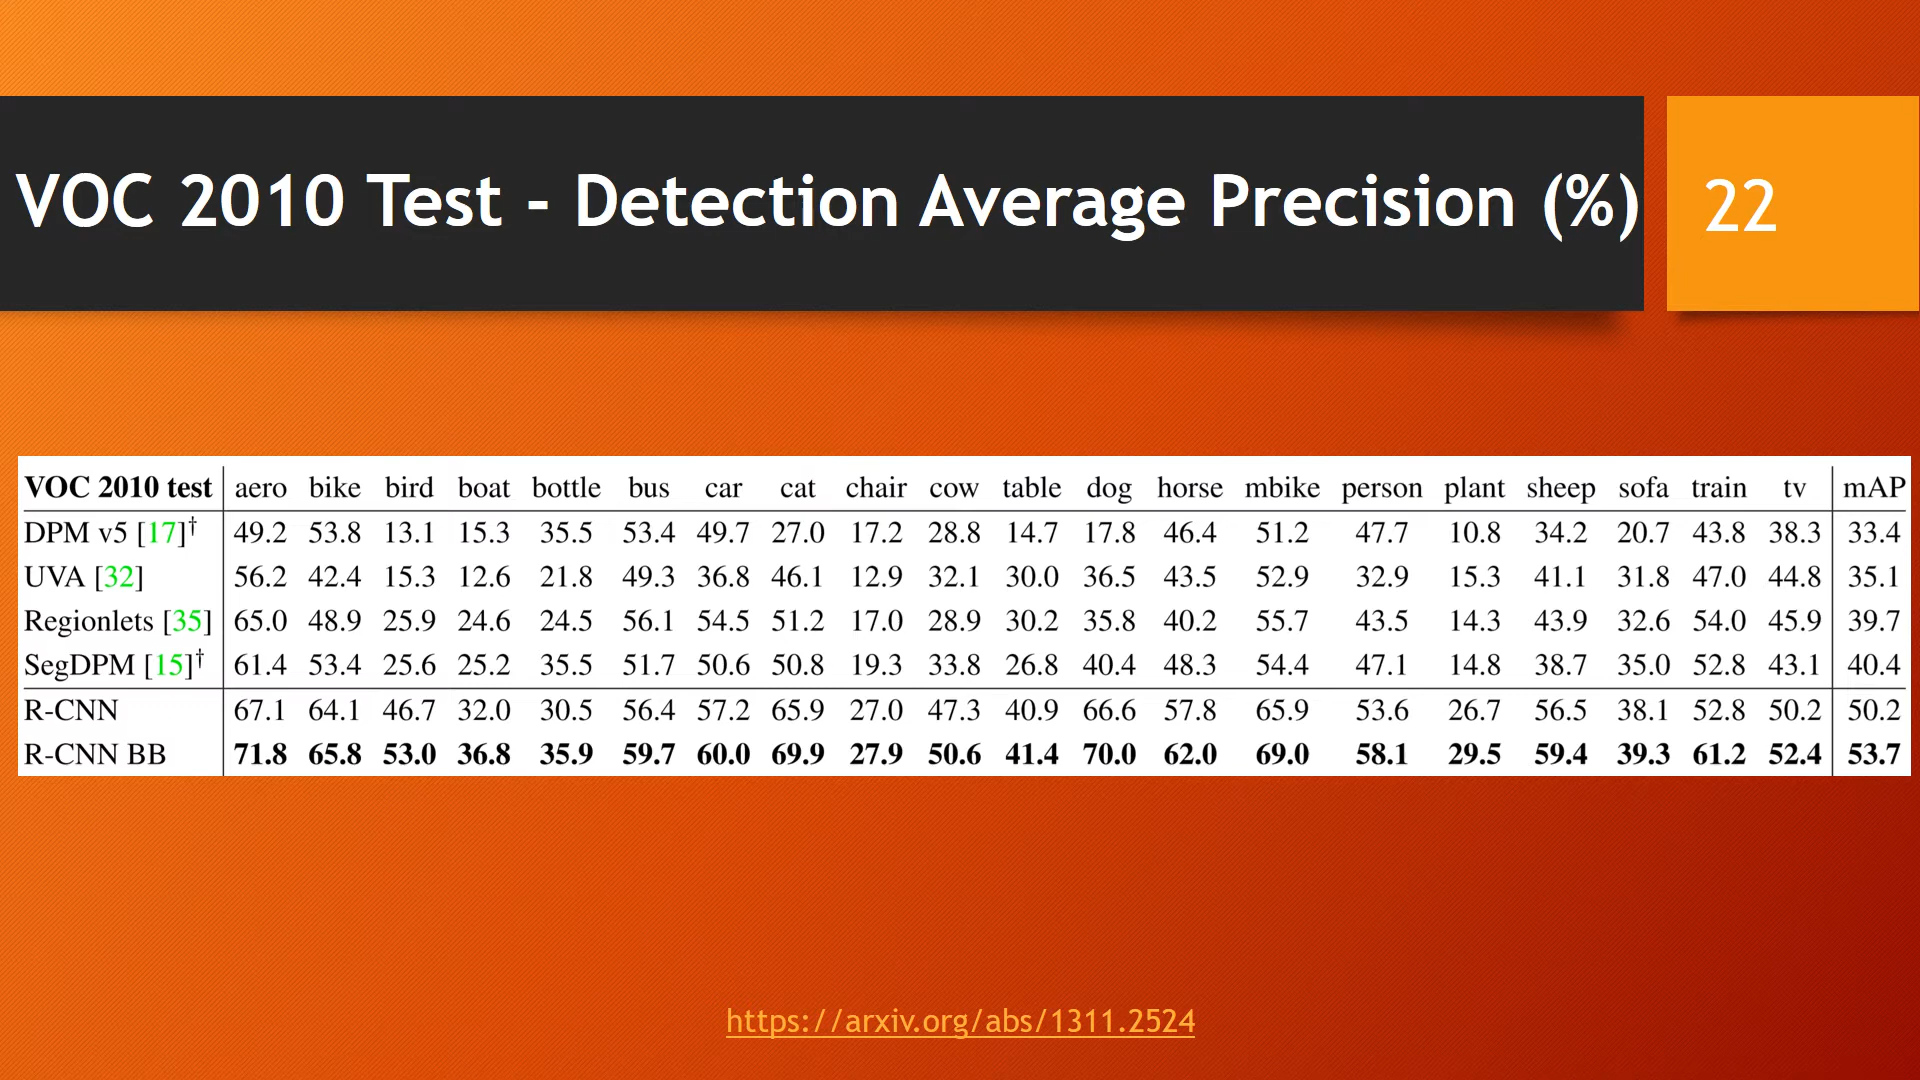 VOC 2010 Test - Detection Average Precision (%)
22
VOC 2010 test aero bike bird boat bottle bus car cat chair cow table dog horse mbike person plant sheep sofa train tv mAP
DPM v5 [17]† 49.2 53.8 13.1 15.3 35.5 53.4 49.7 27.0 17.2 28.8 14.7 17.8 46.4 51.2 47.7 10.8 34.2 20.7 43.8 38.3 33.4
UVA [32] 56.2 42.4 15.3 12.6 21.8 49.3 36.8 46.1 12.9 32.1 30.0 36.5 43.5 52.9 32.9 15.3 41.1 31.8 47.0 44.8 35.1
Regionlets [35] 65.0 48.9 25.9 24.6 24.5 56.1 54.5 51.2 17.0 28.9 30.2 35.8 40.2 55.7 43.5 14.3 43.9 32.6 54.0 45.9 39.7
SegDPM [15]† 61.4 53.4 25.6 25.2 35.5 51.7 50.6 50.8 19.3 33.8 26.8 40.4 48.3 54.4 47.1 14.8 38.7 35.0 52.8 43.1 40.4
R-CNN 67.1 64.1 46.7 32.0 30.5 56.4 57.2 65.9 27.0 47.3 40.9 66.6 57.8 65.9 53.6 26.7 56.5 38.1 52.8 50.2 50.2
R-CNN BB 71.8 65.8 53.0 36.8 35.9 59.7 60.0 69.9 27.9 50.6 41.4 70.0 62.0 69.0 58.1 29.5 59.4 39.3 61.2 52.4 53.7
https://arxiv.org/abs/1311.2524